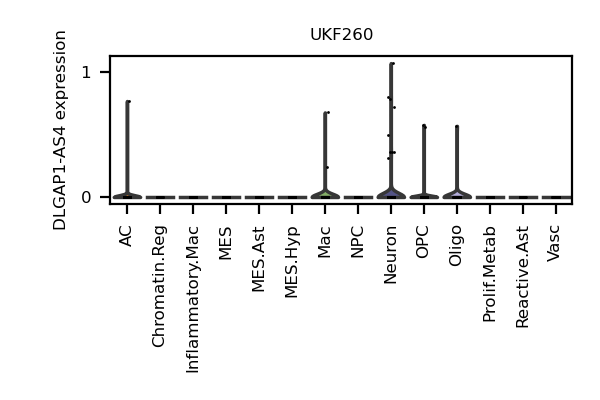 UKF260
DLGAP1-AS4 expression
1
0
AC
Chromatin.Reg
Inflammatory.Mac
MES
MES.Ast
MES.Hyp
Mac
NPC
Neuron
OPC
Oligo
Prolif.Metab
Reactive.Ast
Vasc